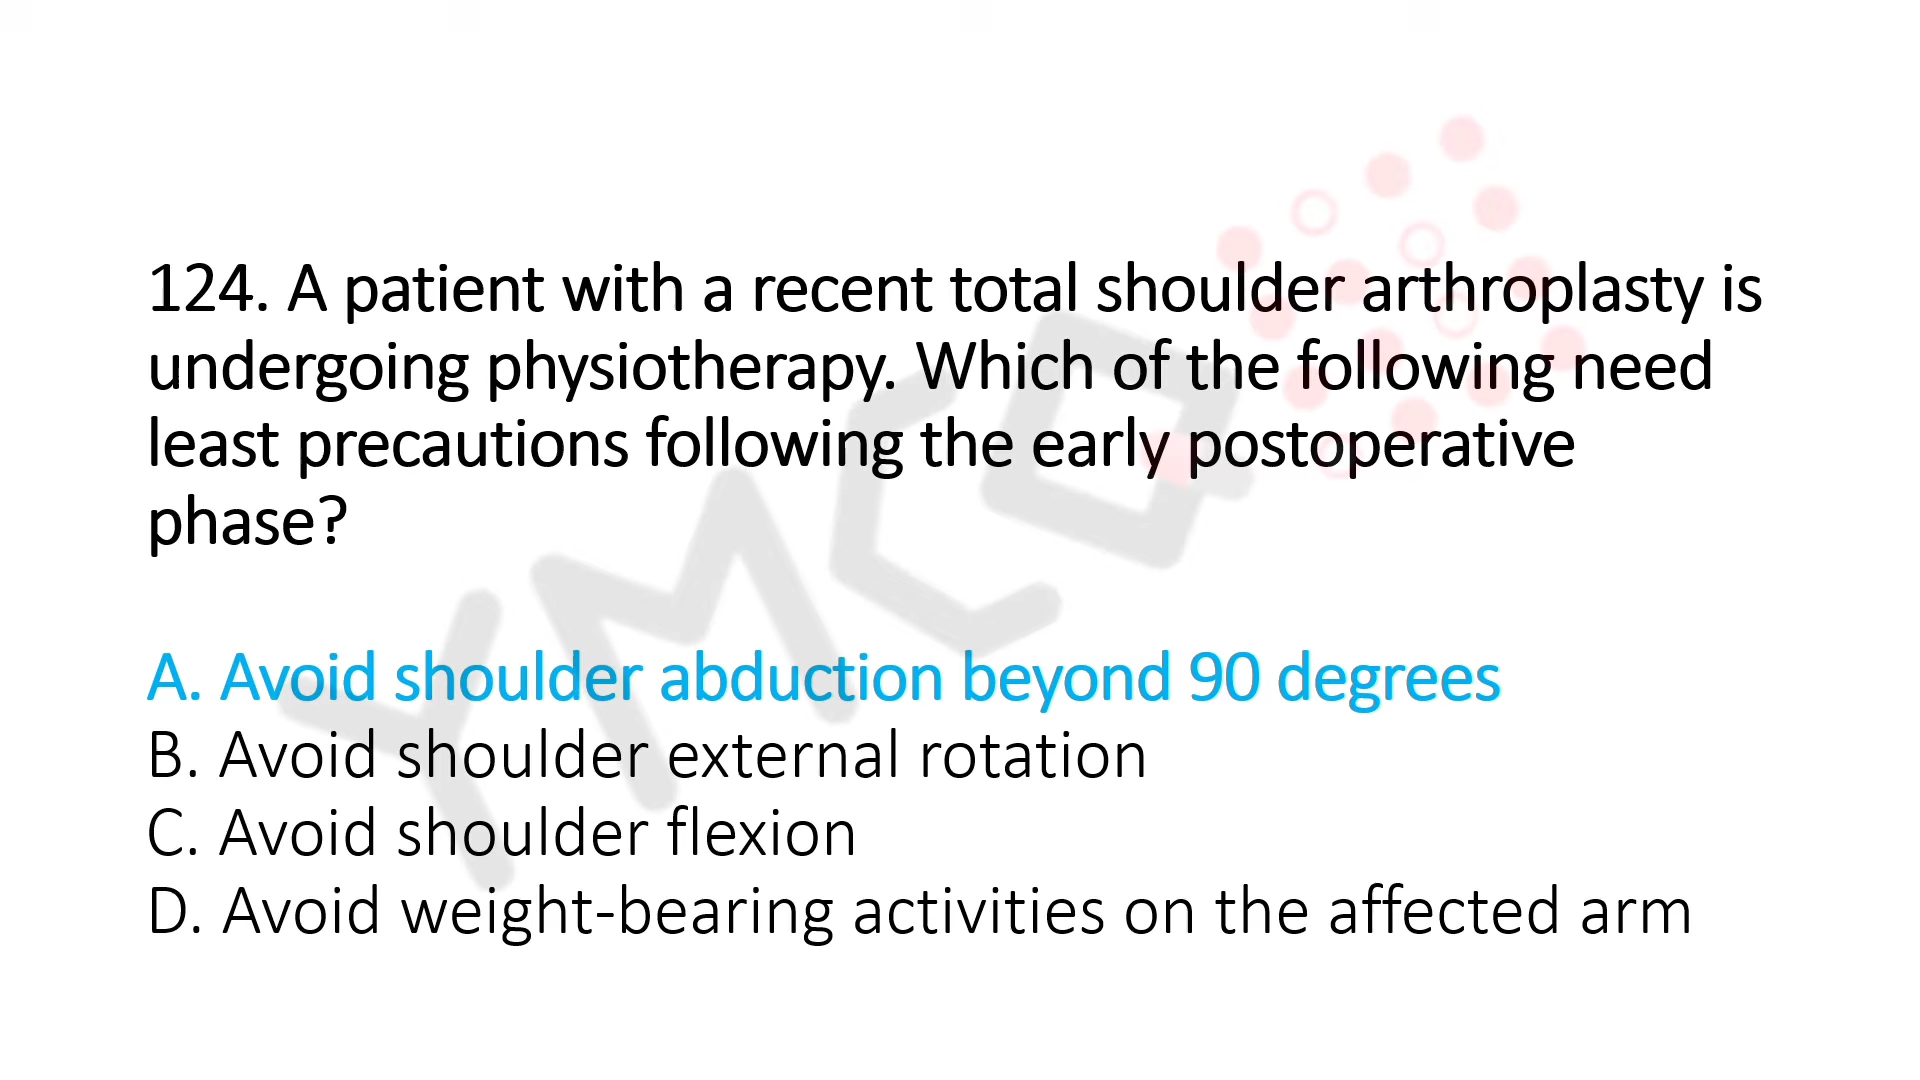 124. A patient with a recent total shoulder arthroplasty is
undergoing physiotherapy. Which of the following need
least precautions following the early postoperative
phase?
A. Avoid shoulder abduction beyond 90 degrees
B. Avoid shoulder external rotation
C. Avoid shoulder flexion
D. Avoid weight-bearing activities on the affected arm
YMCD